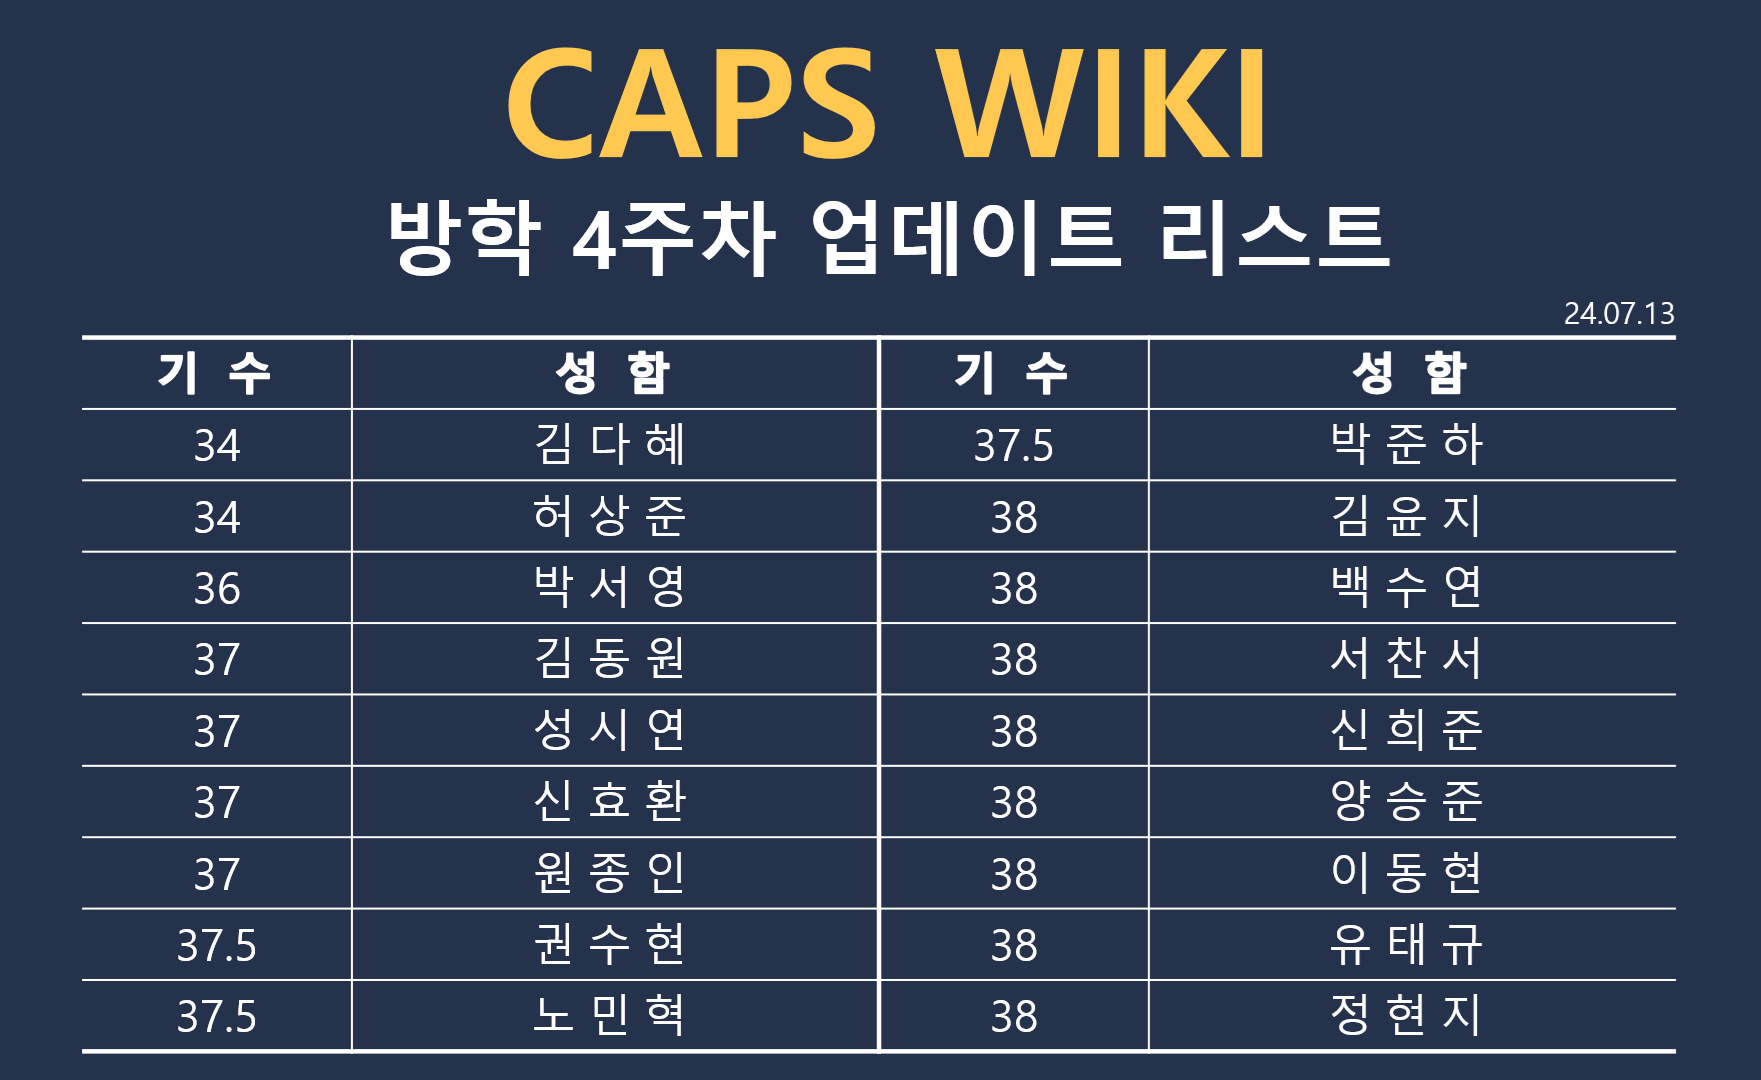 CAPS WIKI
방학 4주차 업데이트 리스트
24.07.13
기 수 성 함 기 수 성 함
34 김 다 혜 37.5 박 준 하
34 허 상 준 38 김 윤 지
36 박 서 영 38 백 수 연
37 김 동 원 38 서 찬 서
37 성 시 연 38 신 희 준
37 신 효 환 38 양 승 준
37 원 종 인 38 이 동 현
37.5 권 수 현 38 유 태 규
37.5 노 민 혁 38 정 현 지